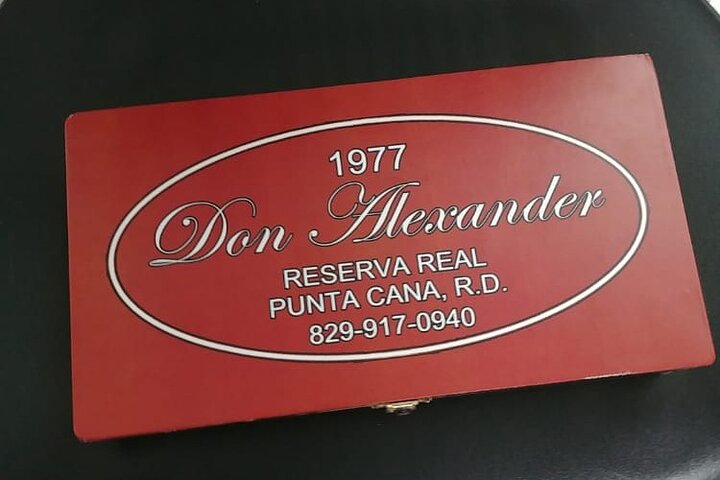 1977
Don Alexander
RESERVA REAL
PUNTA CANA, R.D.
829-917-0940